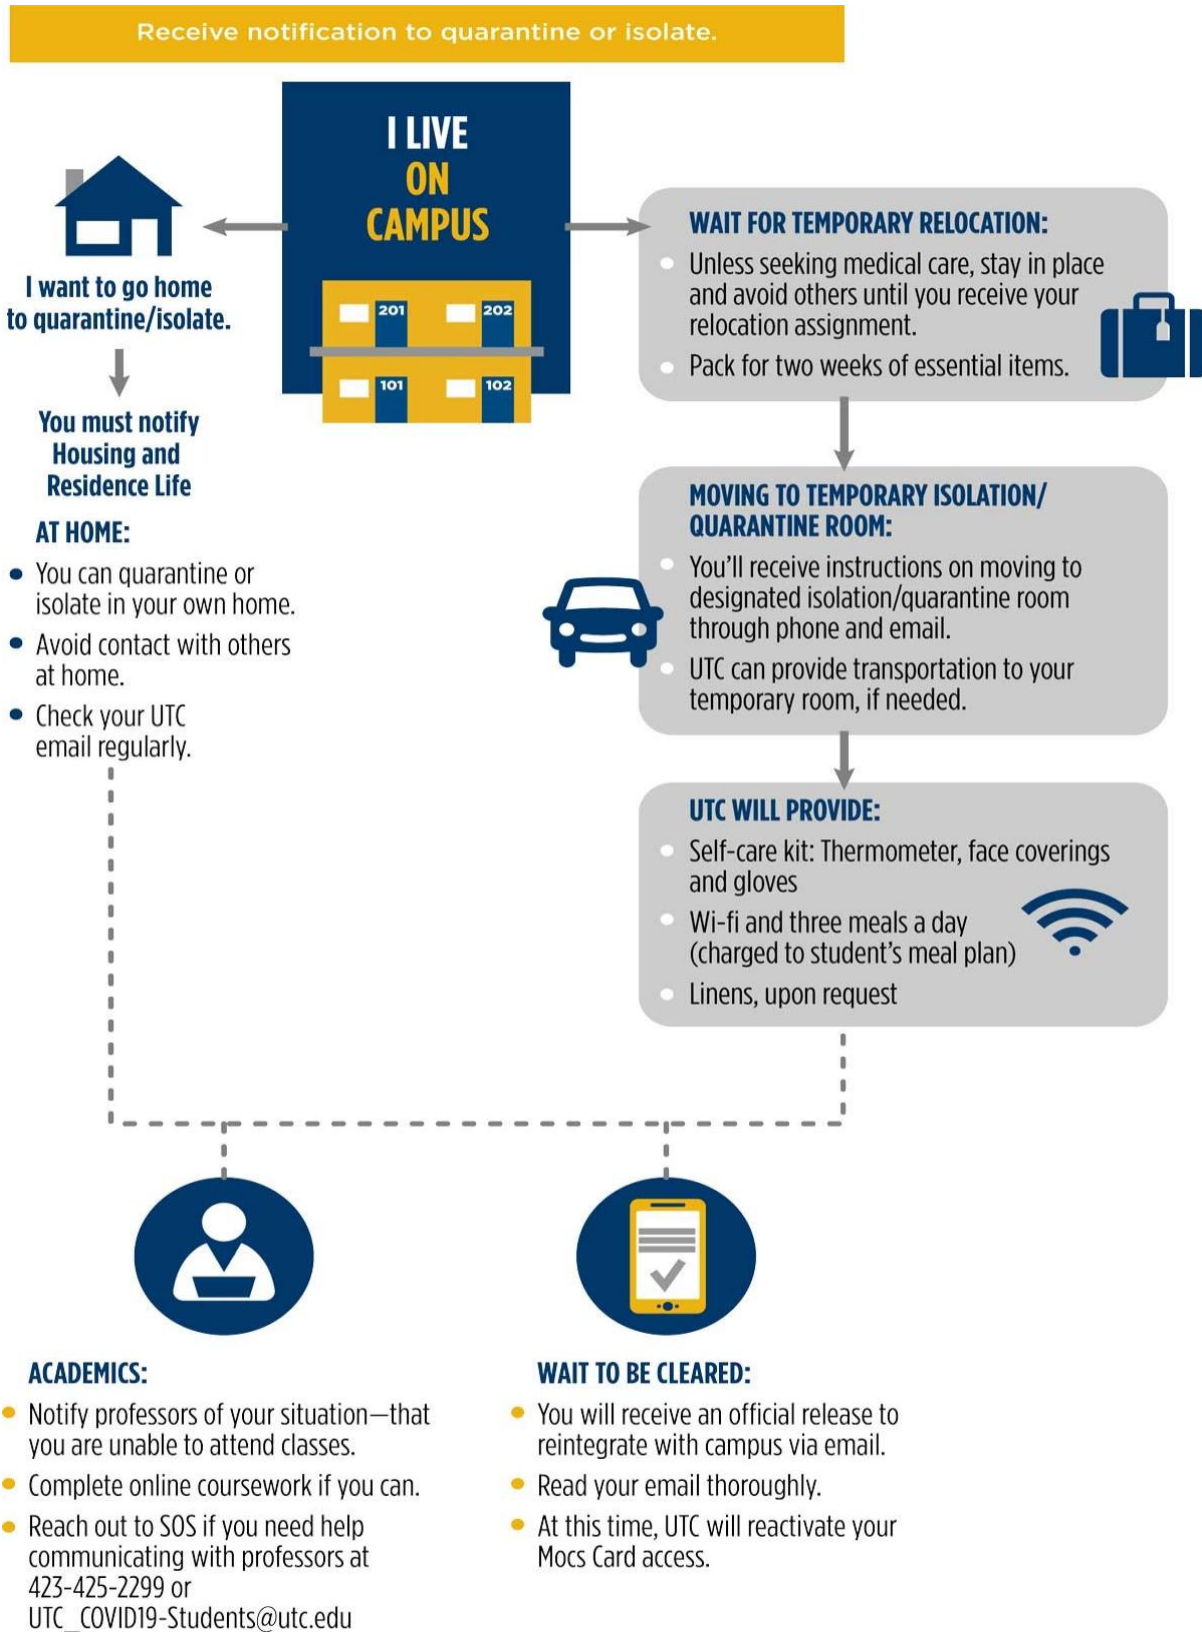 Receive notification to quarantine or isolate.
I LIVE
ON
CAMPUS
201
202
101
102
I want to go home
to quarantine/isolate.
You must notify
Housing and
Residence Life
AT HOME:
• You can quarantine or
isolate in your own home.
• Avoid contact with others
at home.
• Check your UTC
email regularly.
WAIT FOR TEMPORARY RELOCATION:
• Unless seeking medical care, stay in place
and avoid others until you receive your
relocation assignment.
• Pack for two weeks of essential items.
MOVING TO TEMPORARY ISOLATION/
QUARANTINE ROOM:
• You’ll receive instructions on moving to
designated isolation/quarantine room
through phone and email.
• UTC can provide transportation to your
temporary room, if needed.
UTC WILL PROVIDE:
• Self-care kit: Thermometer, face coverings
and gloves
• Wi-fi and three meals a day
(charged to student’s meal plan)
• Linens, upon request
ACADEMICS:
• Notify professors of your situation—that
you are unable to attend classes.
• Complete online coursework if you can.
• Reach out to SOS if you need help
communicating with professors at
423-425-2299 or
UTC_COVID19-Students@utc.edu
WAIT TO BE CLEARED:
• You will receive an official release to
reintegrate with campus via email.
• Read your email thoroughly.
• At this time, UTC will reactivate your
Mocs Card access.